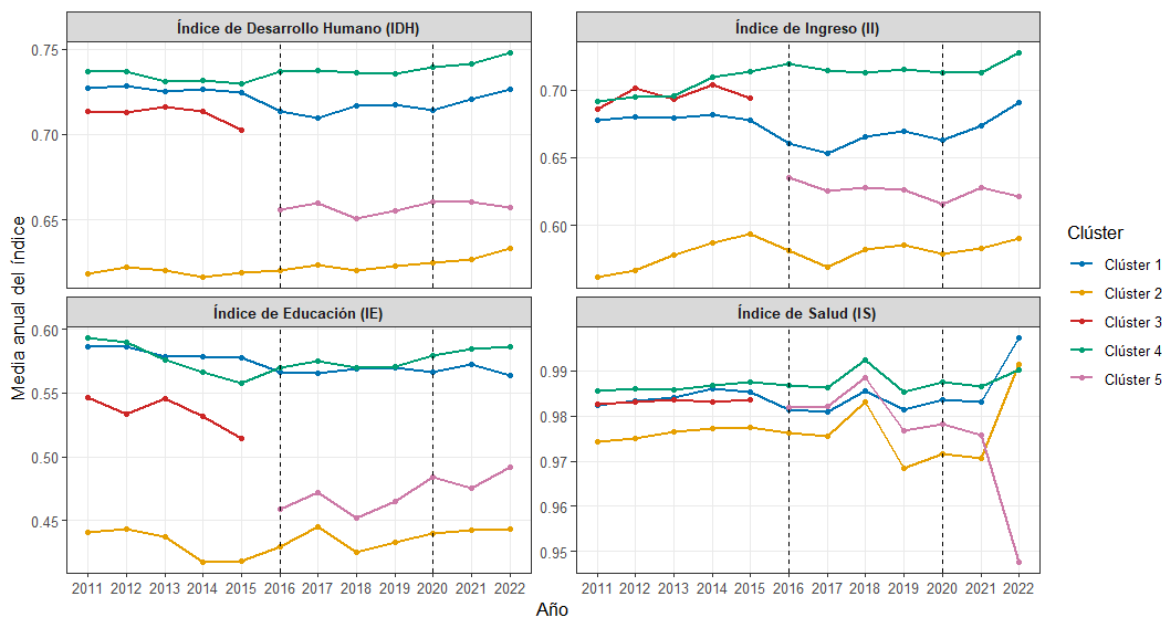 Índice de Desarrollo Humano (IDH)
Índice de Ingreso (II)
0.75
0.70
0.65
0.70
0.65
0.60
Índice de Educación (IE)
Índice de Salud (IS)
0.60
0.55
0.50
0.45
0.99
0.98
0.97
0.96
0.95
2011 2012 2013 2014 2015 2016 2017 2018 2019 2020 2021 2022
2011 2012 2013 2014 2015 2016 2017 2018 2019 2020 2021 2022
Media anual del índice
Año
Clúster
Clúster 1
Clúster 2
Clúster 3
Clúster 4
Clúster 5